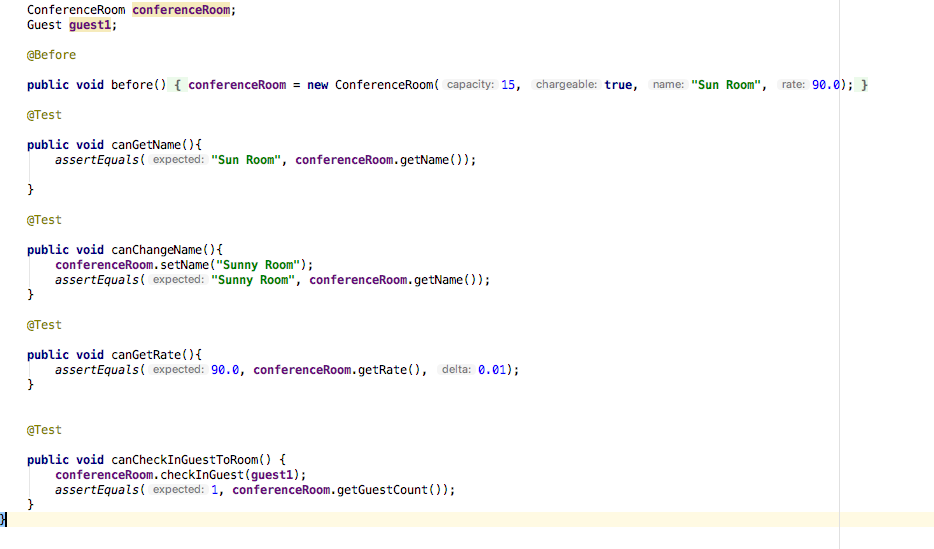 ConferenceRoom conferenceRoom;
Guest guest1;
@Before
public void before() { conferenceRoom = new ConferenceRoom( capacity: 15, chargeable: true, name: "Sun Room", rate: 90.0); }
@Test
public void canGetName(){
assertEquals( expected: "Sun Room", conferenceRoom.getName());
}
@Test
public void canChangeName(){
conferenceRoom.setName("Sunny Room");
assertEquals( expected: "Sunny Room", conferenceRoom.getName());
}
@Test
public void canGetRate(){
assertEquals( expected: 90.0, conferenceRoom.getRate(), delta: 0.01);
}
@Test
public void canCheckInGuestToRoom() {
conferenceRoom.checkInGuest(guest1);
assertEquals( expected: 1, conferenceRoom.getGuestCount());
}
}